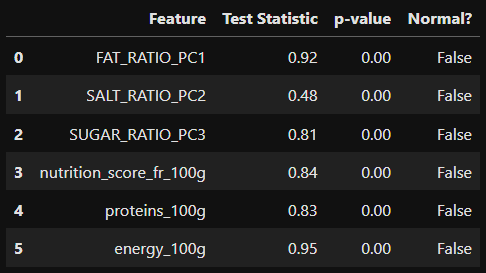 Feature Test Statistic p-value Normal?
0 FAT_RATIO_PC1 0.92 0.00 False
1 SALT_RATIO_PC2 0.48 0.00 False
2 SUGAR_RATIO_PC3 0.81 0.00 False
3 nutrition_score_fr_100g 0.84 0.00 False
4 proteins_100g 0.83 0.00 False
5 energy_100g 0.95 0.00 False